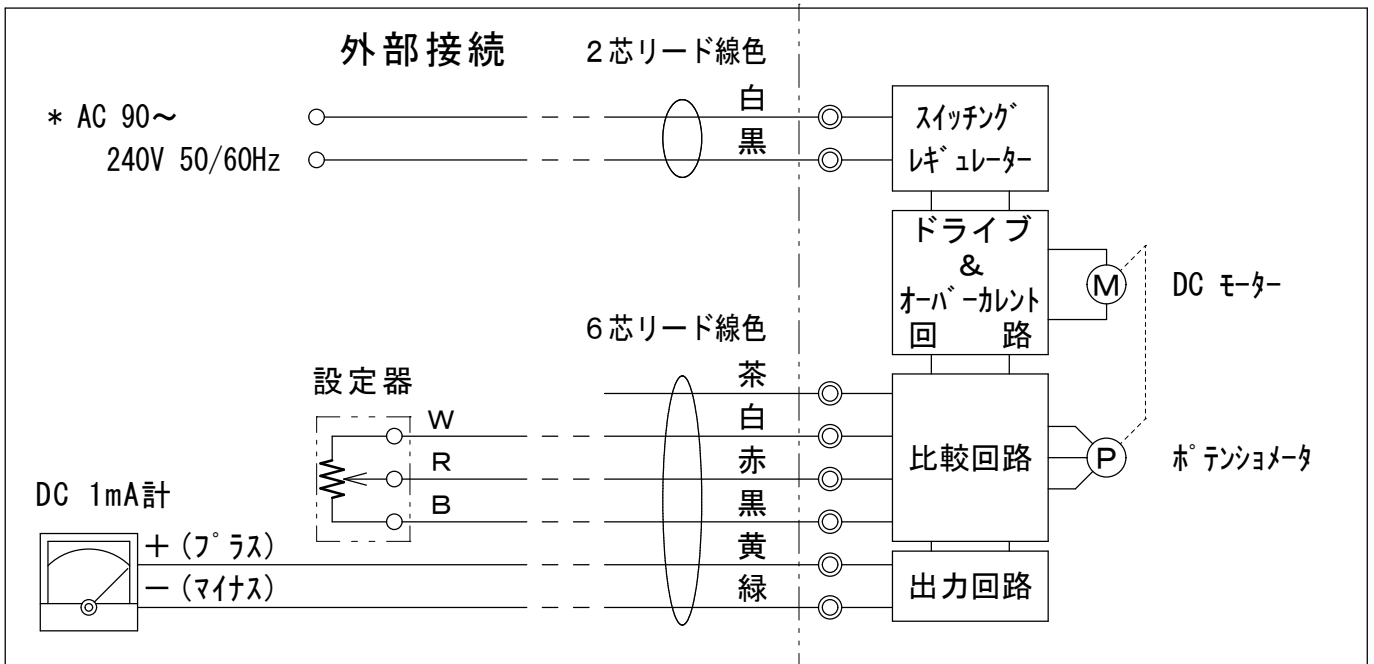 外部接続
2芯リード線色
* AC 90～
240V 50/60Hz
白
黒
ｽｲｯﾁﾝｸﾞ
ﾚｷﾞｭﾚｰﾀｰ
ドライブ
&
ｵｰﾊﾞｰｶﾚﾝﾄ
回 路
M
DC ﾓｰﾀｰ
6芯リード線色
設定器
茶
W
白
R
赤
B
黒
比較回路
P
ﾎﾟﾃﾝｼｮﾒｰﾀ
DC 1mA計
＋(ﾌﾟﾗｽ)
黄
－(ﾏｲﾅｽ)
緑
出力回路